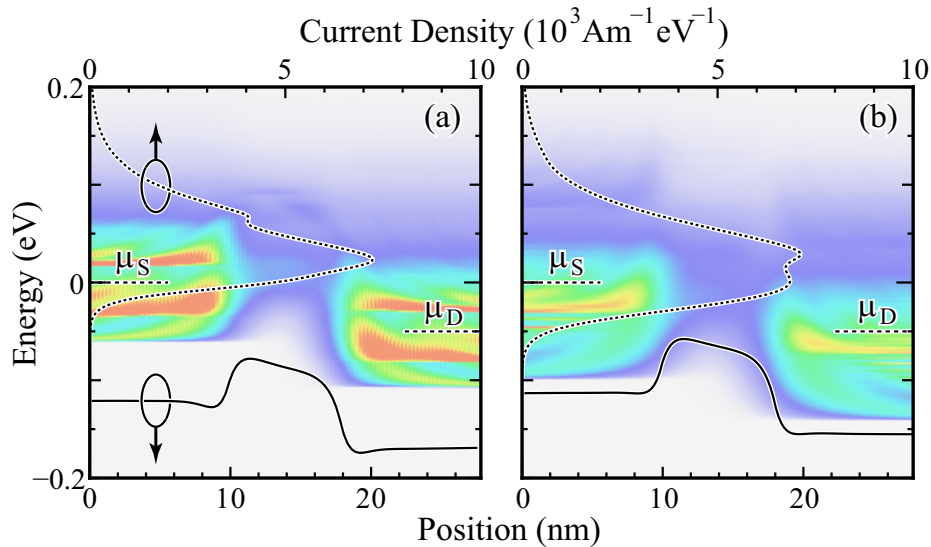 Current Density (10³Am⁻¹eV⁻¹)
0 5 10 0 5 10
0.2
(a) (b)
μS μS
0
μD μD
Energy (eV)
−0.2
0 10 20 0 10 20
Position (nm)